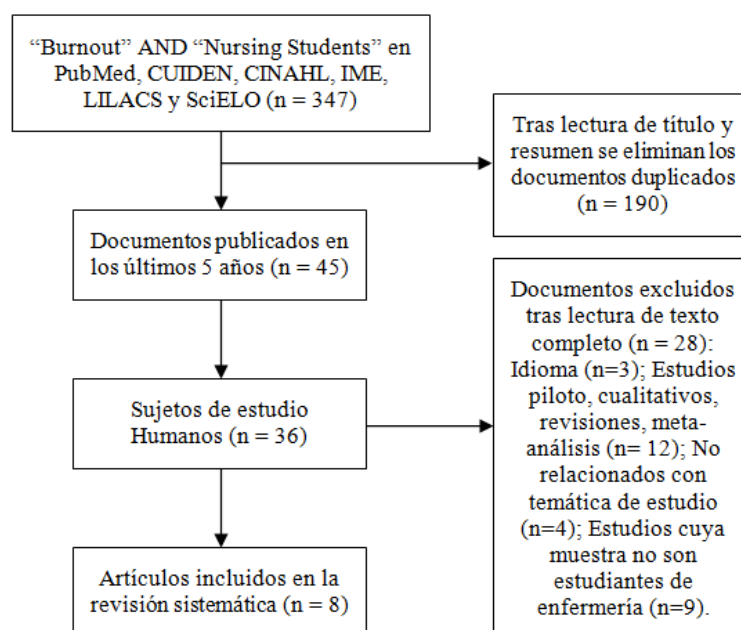 “Burnout” AND “Nursing Students” en
PubMed, CUIDEN, CINAHL, IME,
LILACS y SciELO (n = 347)
Tras lectura de título y
resumen se eliminan los
documentos duplicados
(n = 190)
Documentos publicados en
los últimos 5 años (n = 45)
Documentos excluidos
tras lectura de texto
completo (n = 28):
Idioma (n=3); Estudios
piloto, cualitativos,
revisiones, meta-
análisis (n= 12); No
relacionados con
temática de estudio
(n=4); Estudios cuya
muestra no son
estudiantes de
enfermería (n=9).
Sujetos de estudio
Humanos (n = 36)
Artículos incluidos en la
revisión sistemática (n = 8)